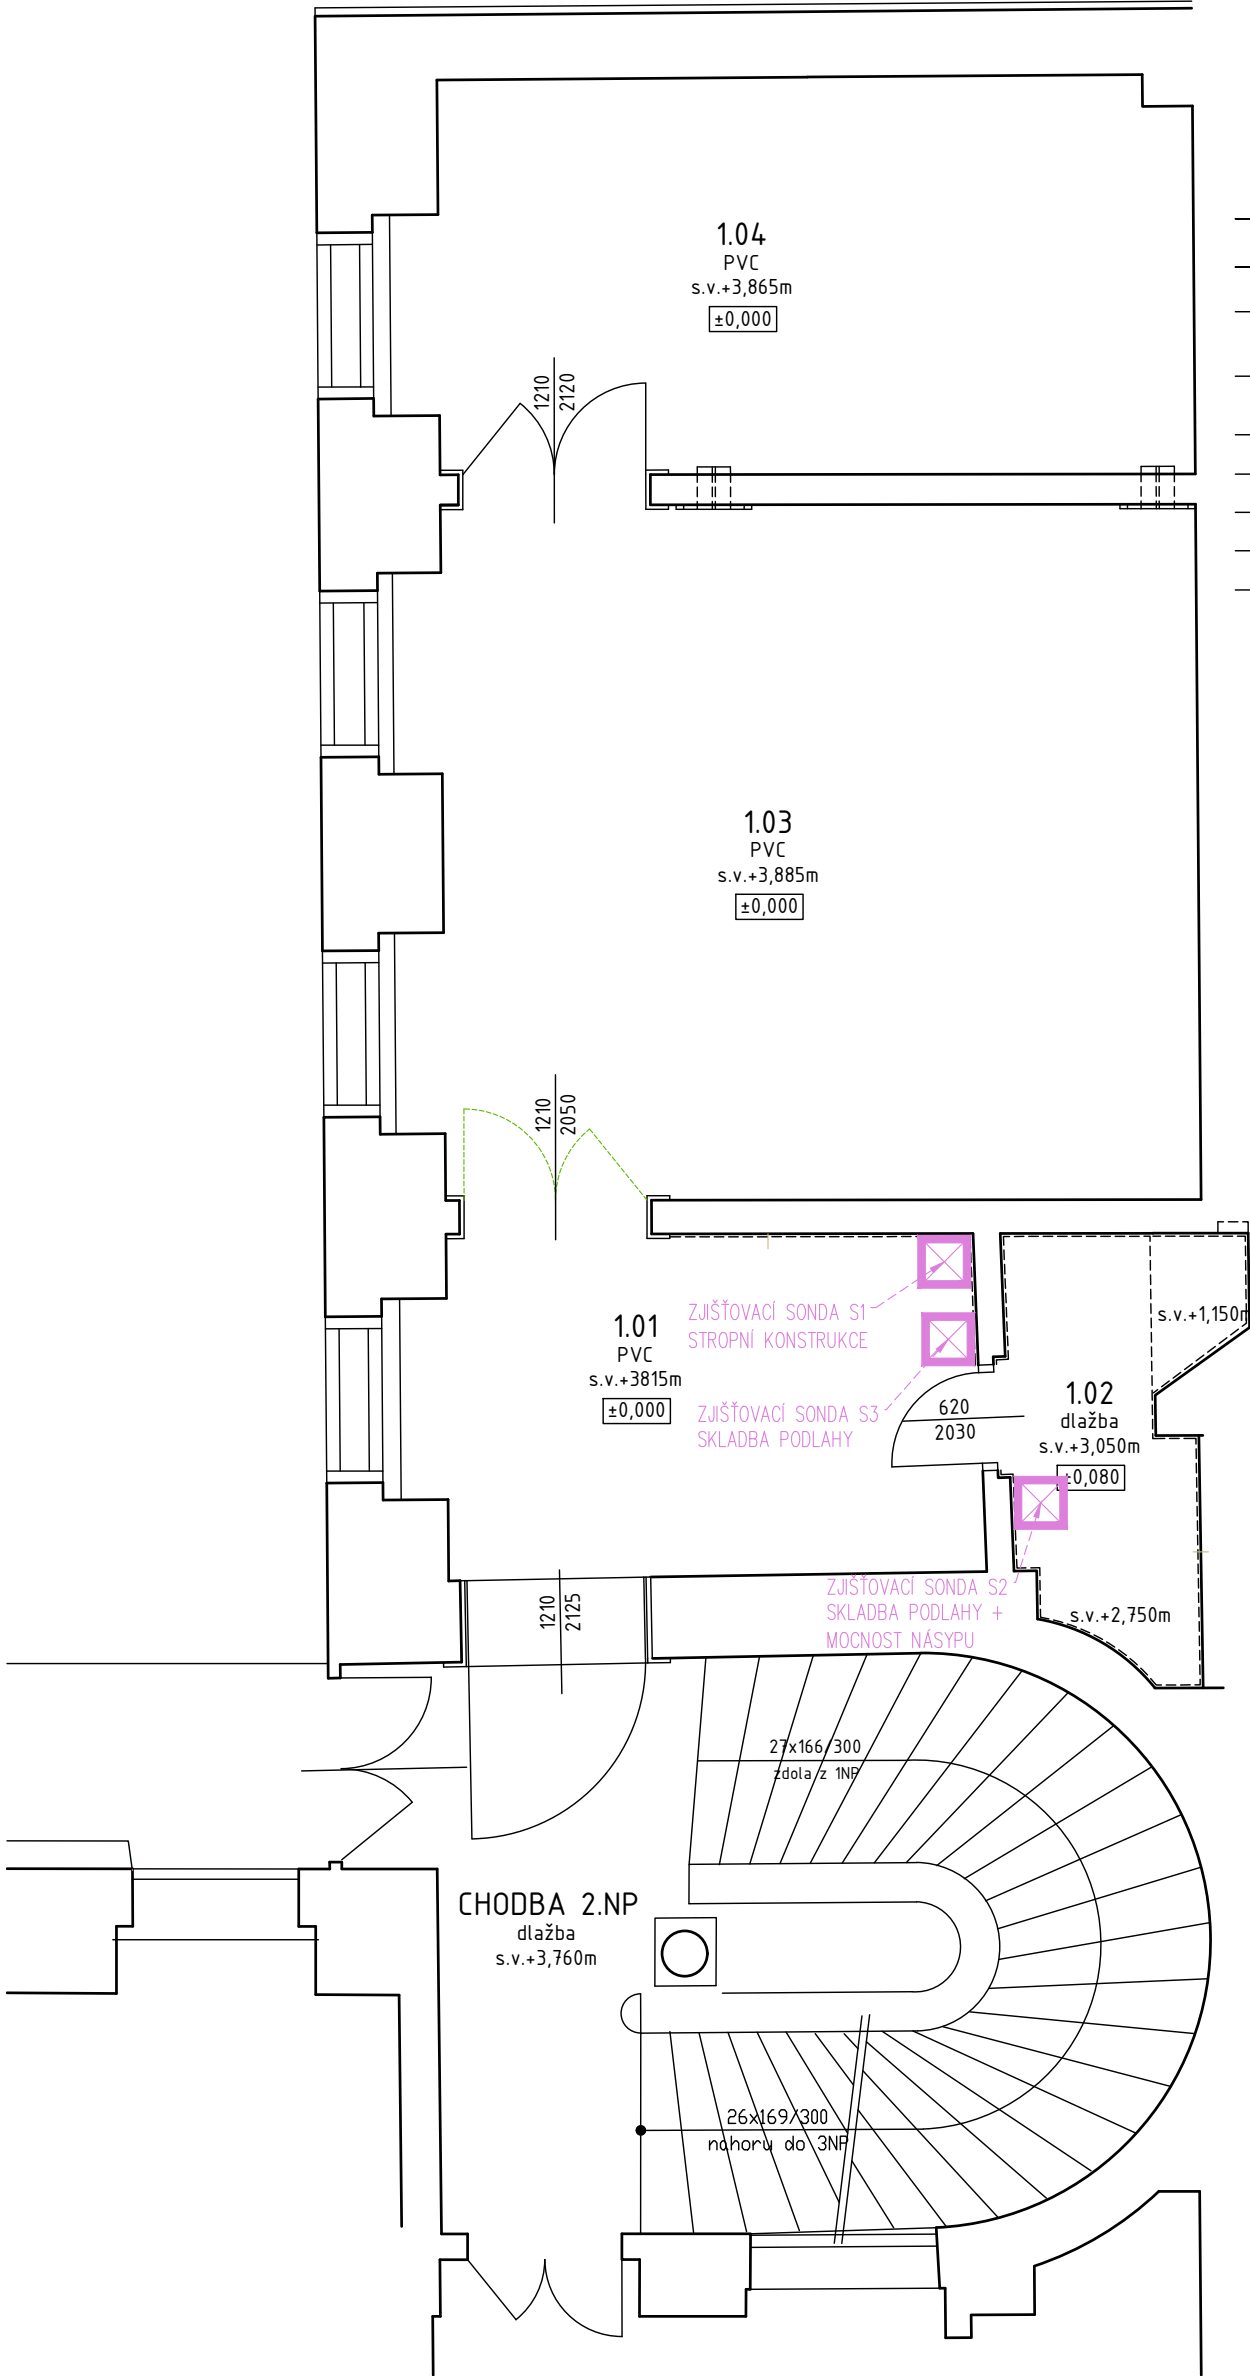 1.04
PVC
s.v.+3,865m
±0,000
1210
2120
1.03
PVC
s.v.+3,885m
±0,000
1210
2050
ZJIŠŤOVACÍ SONDA S1
STROPNÍ KONSTRUKCE
1.01
PVC
s.v.+3815m
±0,000
ZJIŠŤOVACÍ SONDA S3
SKLADBA PODLAHY
620
2030
s.v.+1,150m
1.02
dlažba
s.v.+3,050m
±0,080
ZJIŠŤOVACÍ SONDA S2
SKLADBA PODLAHY +
MOCNOST NÁSYPU
s.v.+2,750m
1210
2125
27x166/300
zdola z 1NP
CHODBA 2.NP
dlažba
s.v.+3,760m
26x169/300
nahoru do 3NP